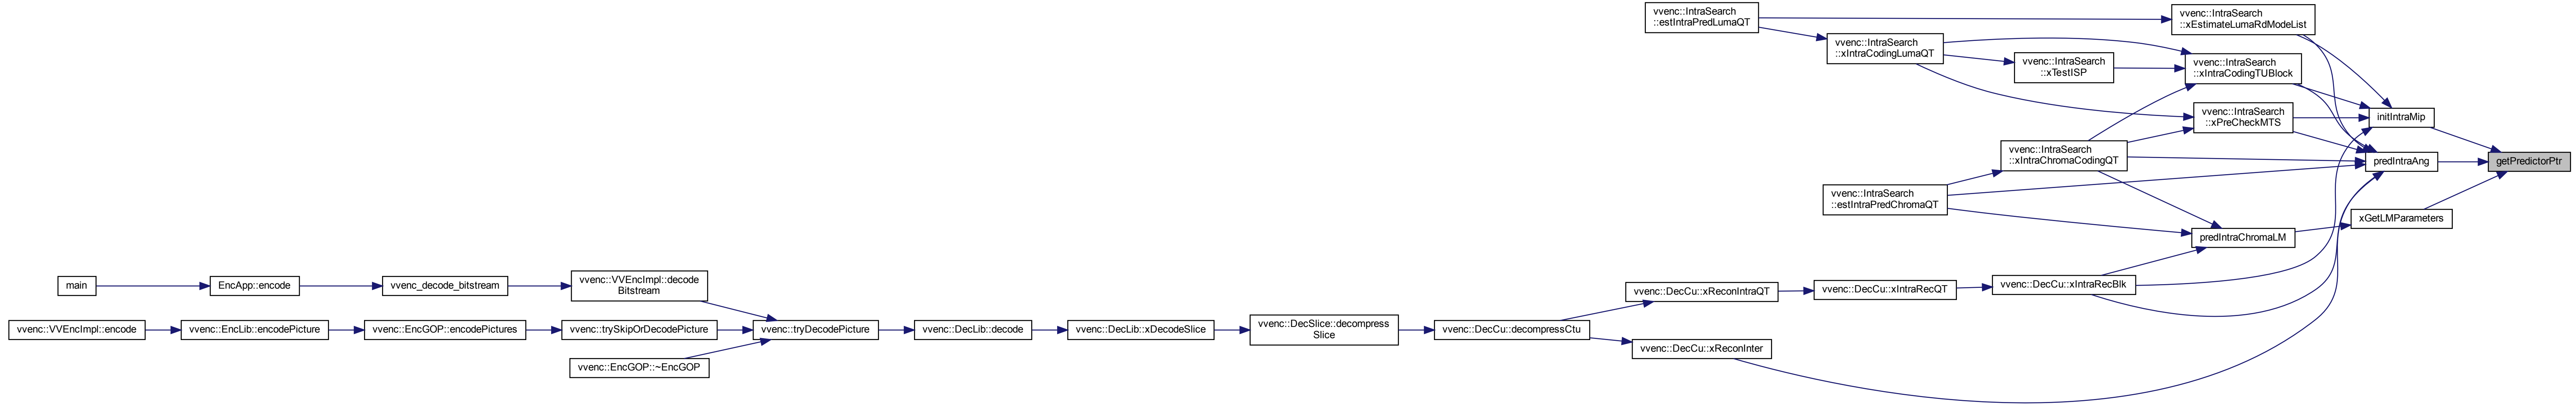 vvenc::IntraSearch
::estIntraPredLumaQT
vvenc::IntraSearch
::xEstimateLumaRdModeList
vvenc::IntraSearch
::xIntraCodingLumaQT
vvenc::IntraSearch
::xTestISP
vvenc::IntraSearch
::xIntraCodingTUBlock
vvenc::IntraSearch
::xPreCheckMTS
initIntraMip
vvenc::IntraSearch
::xIntraChromaCodingQT
predIntraAng
getPredictorPtr
vvenc::IntraSearch
::estIntraPredChromaQT
xGetLMParameters
predIntraChromaLM
main
EncApp::encode
vvenc_decode_bitstream
vvenc::VVEncImpl::decode
Bitstream
vvenc::DecCu::xReconIntraQT
vvenc::DecCu::xIntraRecQT
vvenc::DecCu::xIntraRecBlk
vvenc::VVEncImpl::encode
vvenc::EncLib::encodePicture
vvenc::EncGOP::encodePictures
vvenc::trySkipOrDecodePicture
vvenc::tryDecodePicture
vvenc::DecLib::decode
vvenc::DecLib::xDecodeSlice
vvenc::DecSlice::decompress
Slice
vvenc::DecCu::decompressCtu
vvenc::DecCu::xReconInter
vvenc::EncGOP::~EncGOP